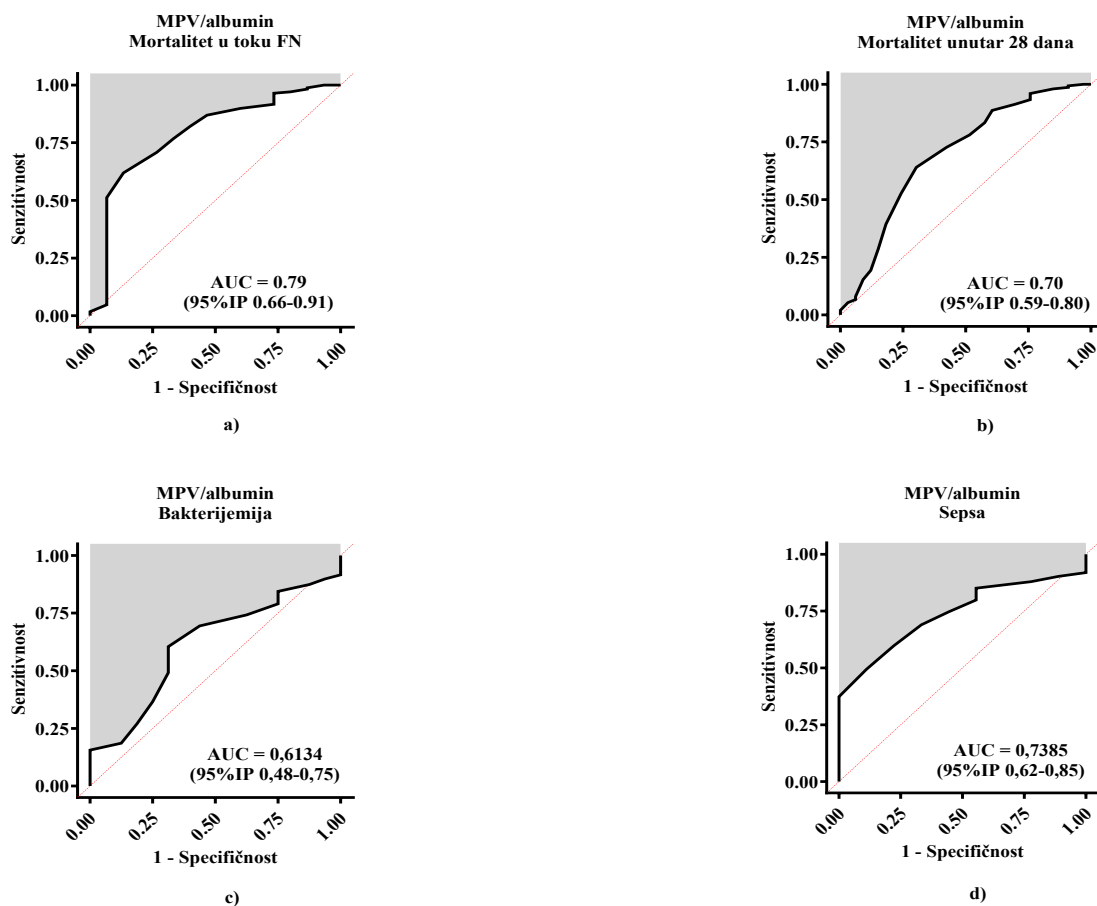 MPV/albumin
Mortalitet u toku FN
1.00
0.75
0.50
0.25
0.00
Senzitivnost
AUC = 0.79
(95%IP 0.66-0.91)
0.00
0.25
0.50
0.75
1.00
1 - Specifičnost
a)
MPV/albumin
Mortalitet unutar 28 dana
1.00
0.75
0.50
0.25
0.00
Senzitivnost
AUC = 0.70
(95%IP 0.59-0.80)
0.00
0.25
0.50
0.75
1.00
1 - Specifičnost
b)
MPV/albumin
Bakterijemija
1.00
0.75
0.50
0.25
0.00
Senzitivnost
AUC = 0,6134
(95%IP 0,48-0,75)
0.00
0.25
0.50
0.75
1.00
1 - Specifičnost
c)
MPV/albumin
Sepsa
1.00
0.75
0.50
0.25
0.00
Senzitivnost
AUC = 0,7385
(95%IP 0,62-0,85)
0.00
0.25
0.50
0.75
1.00
1 - Specifičnost
d)